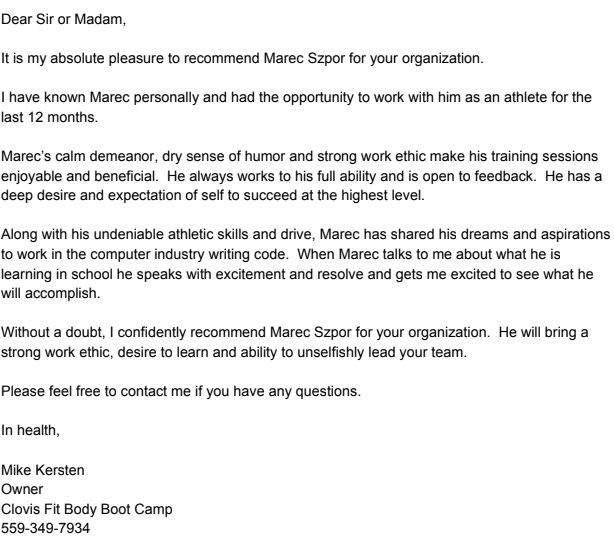 Dear Sir or Madam,
It is my absolute pleasure to recommend Marec Szpor for your organization.
I have known Marec personally and had the opportunity to work with him as an athlete for the
last 12 months.
Marec’s calm demeanor, dry sense of humor and strong work ethic make his training sessions
enjoyable and beneficial.  He always works to his full ability and is open to feedback.  He has a
deep desire and expectation of self to succeed at the highest level.
Along with his undeniable athletic skills and drive, Marec has shared his dreams and aspirations
to work in the computer industry writing code.  When Marec talks to me about what he is
learning in school he speaks with excitement and resolve and gets me excited to see what he
will accomplish.
Without a doubt, I confidently recommend Marec Szpor for your organization.  He will bring a
strong work ethic, desire to learn and ability to unselfishly lead your team.
Please feel free to contact me if you have any questions.
In health,
Mike Kersten
Owner
Clovis Fit Body Boot Camp
559-349-7934